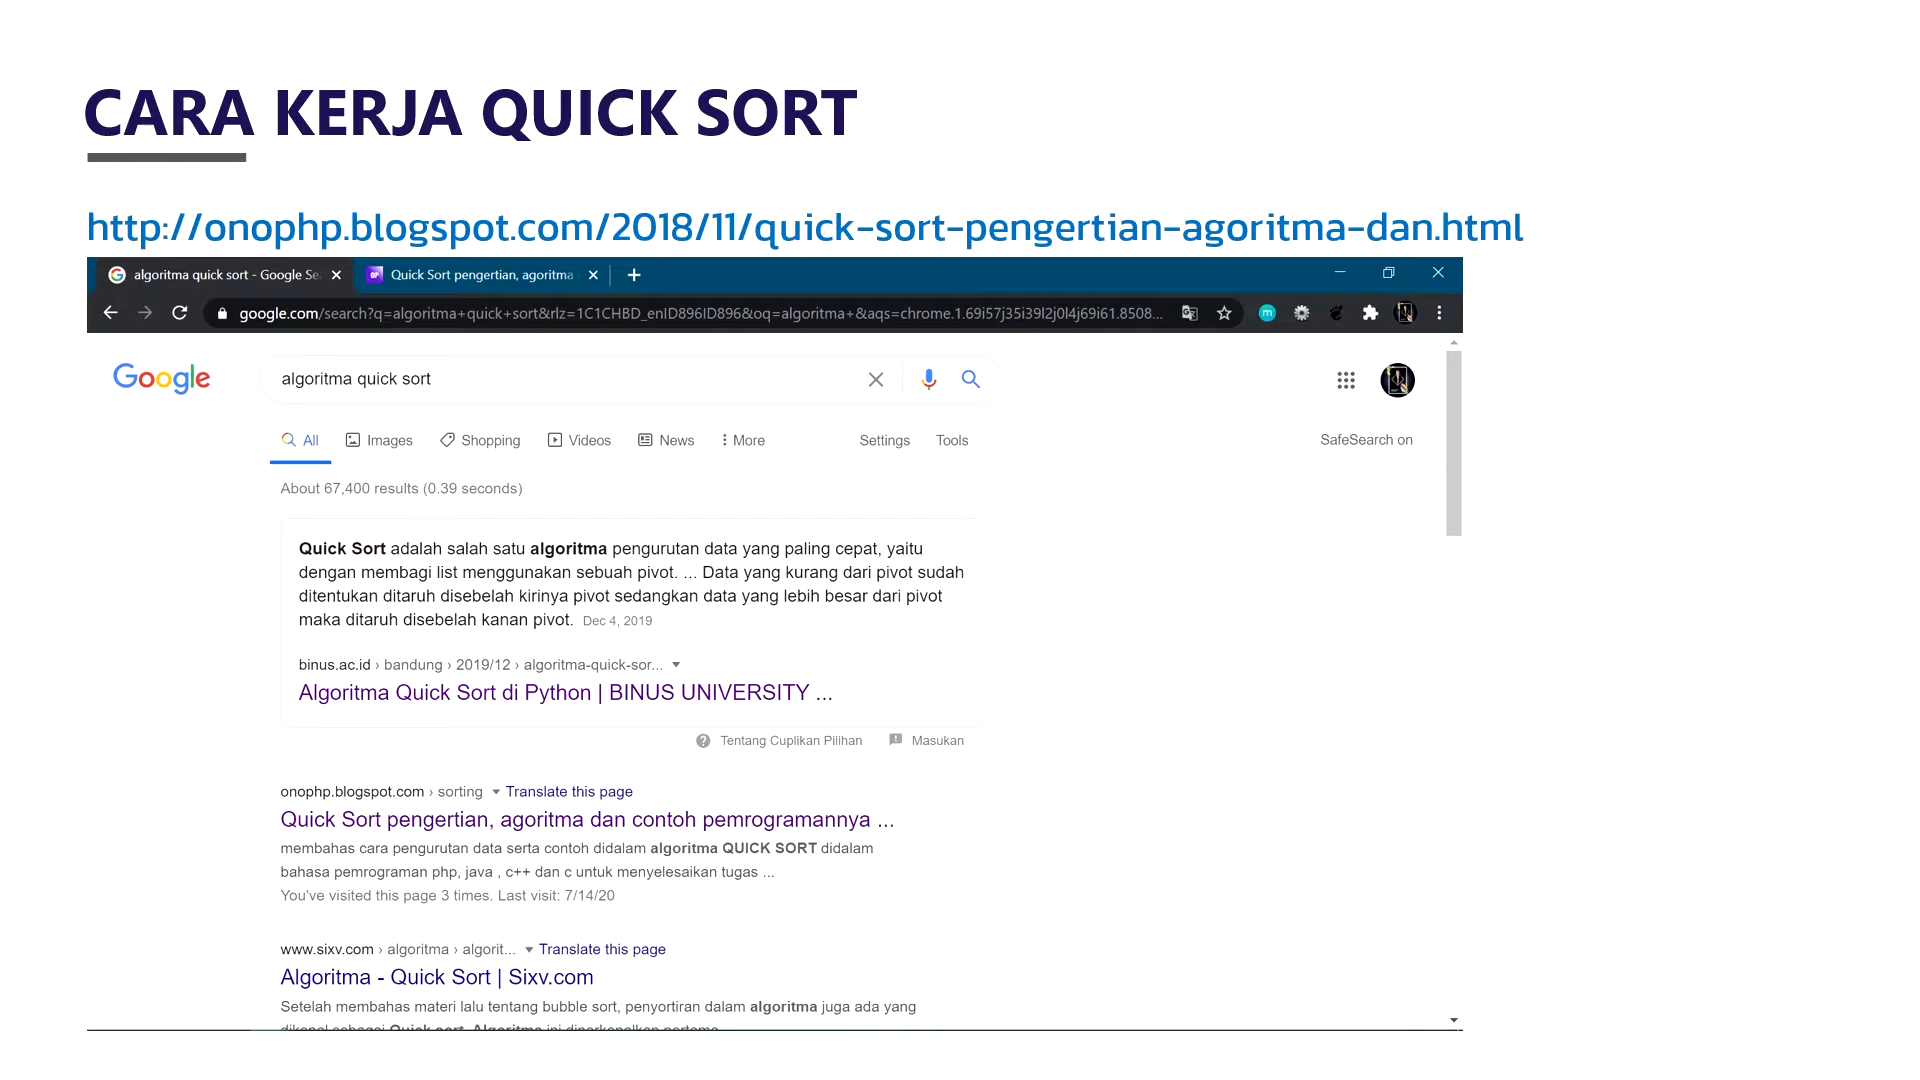 CARA KERJA QUICK SORT
http://onophp.blogspot.com/2018/11/quick-sort-pengertian-agoritma-dan.html
algoritma quick sort - Google Se
Quick Sort pengertian, agoritma
google.com/search?q=algoritma+quick+sort&rlz=1C1CHBD_enID896ID896&oq=algoritma+&aqs=chrome.1.69i57j35i39l2j0l4j69i61.8508...
Google
algoritma quick sort
All Images Shopping Videos News More Settings Tools SafeSearch on
About 67,400 results (0.39 seconds)
Quick Sort adalah salah satu algoritma pengurutan data yang paling cepat, yaitu
dengan membagi list menggunakan sebuah pivot. ... Data yang kurang dari pivot sudah
ditentukan ditaruh disebelah kirinya pivot sedangkan data yang lebih besar dari pivot
maka ditaruh disebelah kanan pivot. Dec 4, 2019
binus.ac.id › bandung › 2019/12 › algoritma-quick-sor...
Algoritma Quick Sort di Python | BINUS UNIVERSITY ...
Tentang Cuplikan Pilihan Masukan
onophp.blogspot.com › sorting Translate this page
Quick Sort pengertian, agoritma dan contoh pemrogramannya ...
membahas cara pengurutan data serta contoh didalam algoritma QUICK SORT didalam
bahasa pemrograman php, java , c++ dan c untuk menyelesaikan tugas ...
You've visited this page 3 times. Last visit: 7/14/20
www.sixv.com › algoritma › algorit... Translate this page
Algoritma - Quick Sort | Sixv.com
Setelah membahas materi lalu tentang bubble sort, penyortiran dalam algoritma juga ada yang
dikenal sebagai Quick sort. Algoritma ini diperkenalkan pertama